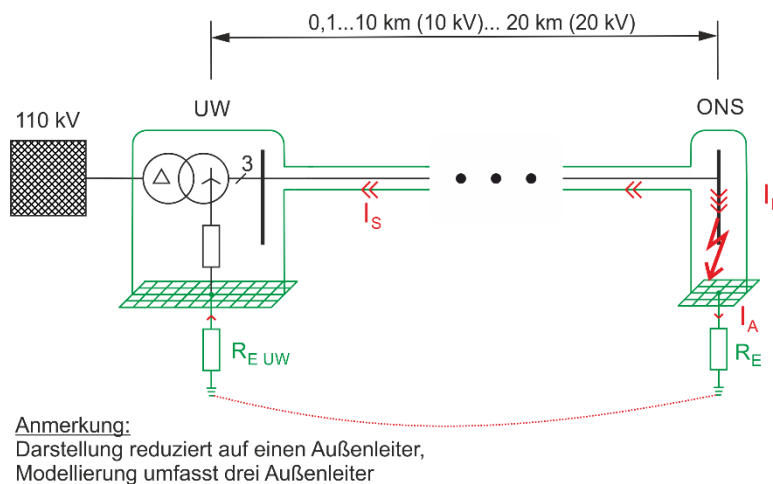 0,1...10 km (10 kV)... 20 km (20 kV)
UW
ONS
110 kV
3
Δ
I_S
I_A
R_E UW
R_E
Anmerkung:
Darstellung reduziert auf einen Außenleiter,
Modellierung umfasst drei Außenleiter